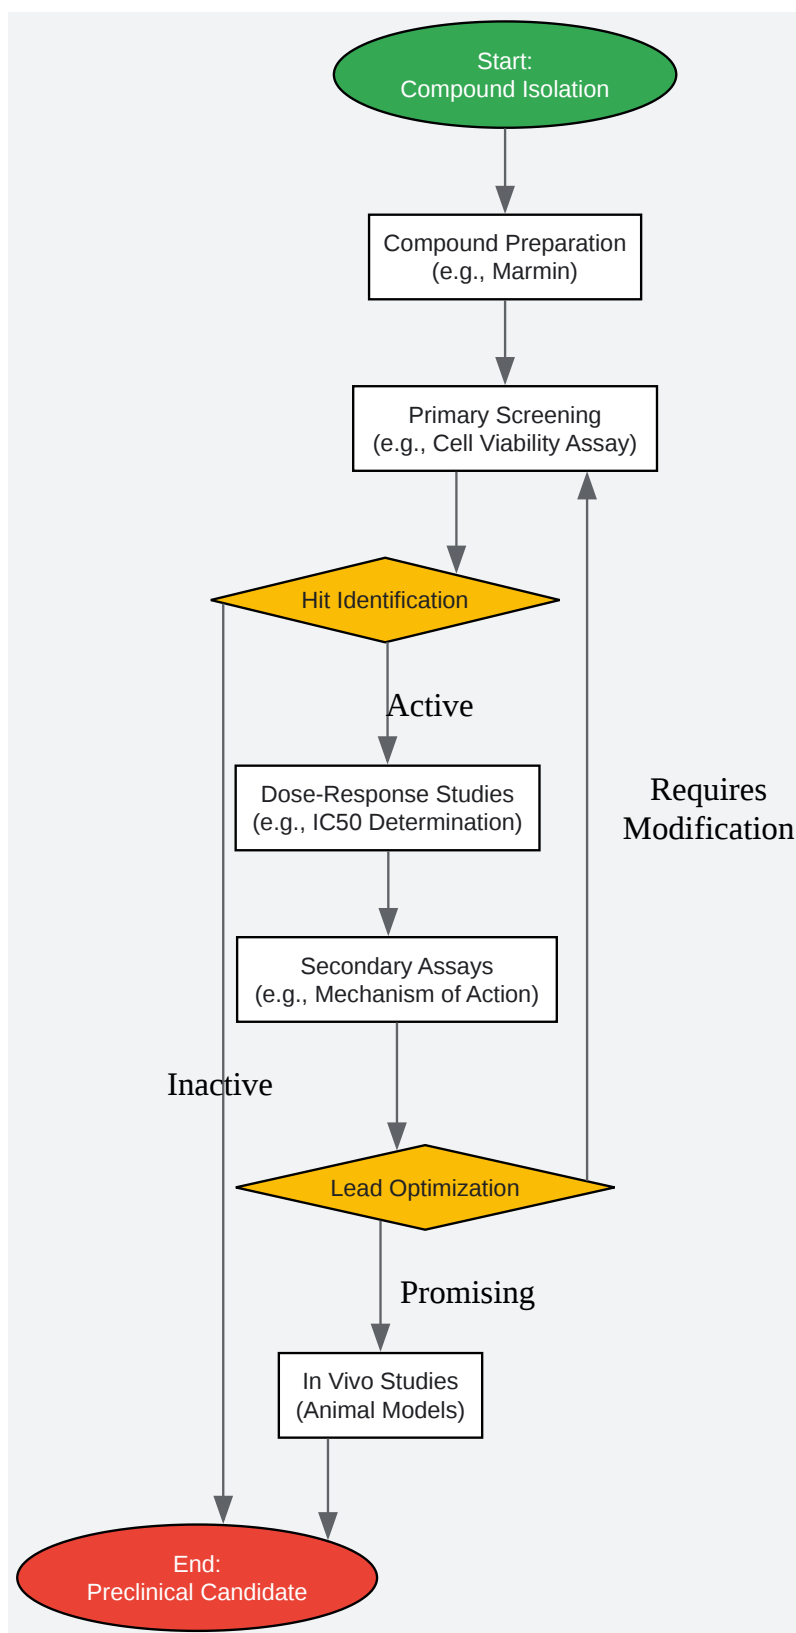 Start:
Compound Isolation
Compound Preparation
(e.g., Marmin)
Primary Screening
(e.g., Cell Viability Assay)
Hit Identification
Active
Requires
Modification
Dose-Response Studies
(e.g., IC50 Determination)
Secondary Assays
(e.g., Mechanism of Action)
Inactive
Lead Optimization
Promising
In Vivo Studies
(Animal Models)
End:
Preclinical Candidate